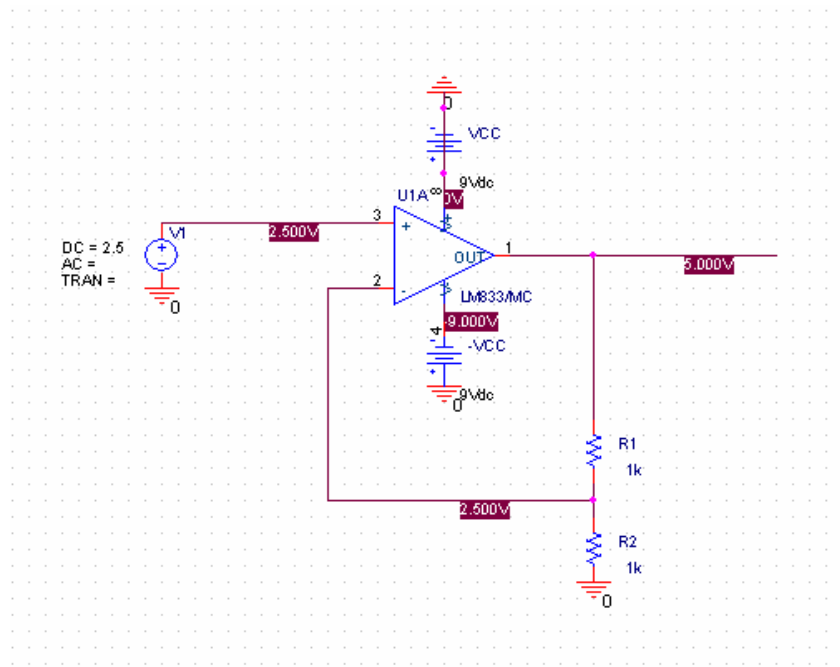 0
VCC
9Vdc
U1A
8
0V
3
+
V1
2.500V
DC = 2.5
AC =
TRAN =
1
OUT
5.000V
2
-
0
LM833/MC
-9.000V
4
-VCC
9Vdc
0
R1
1k
2.500V
R2
1k
0